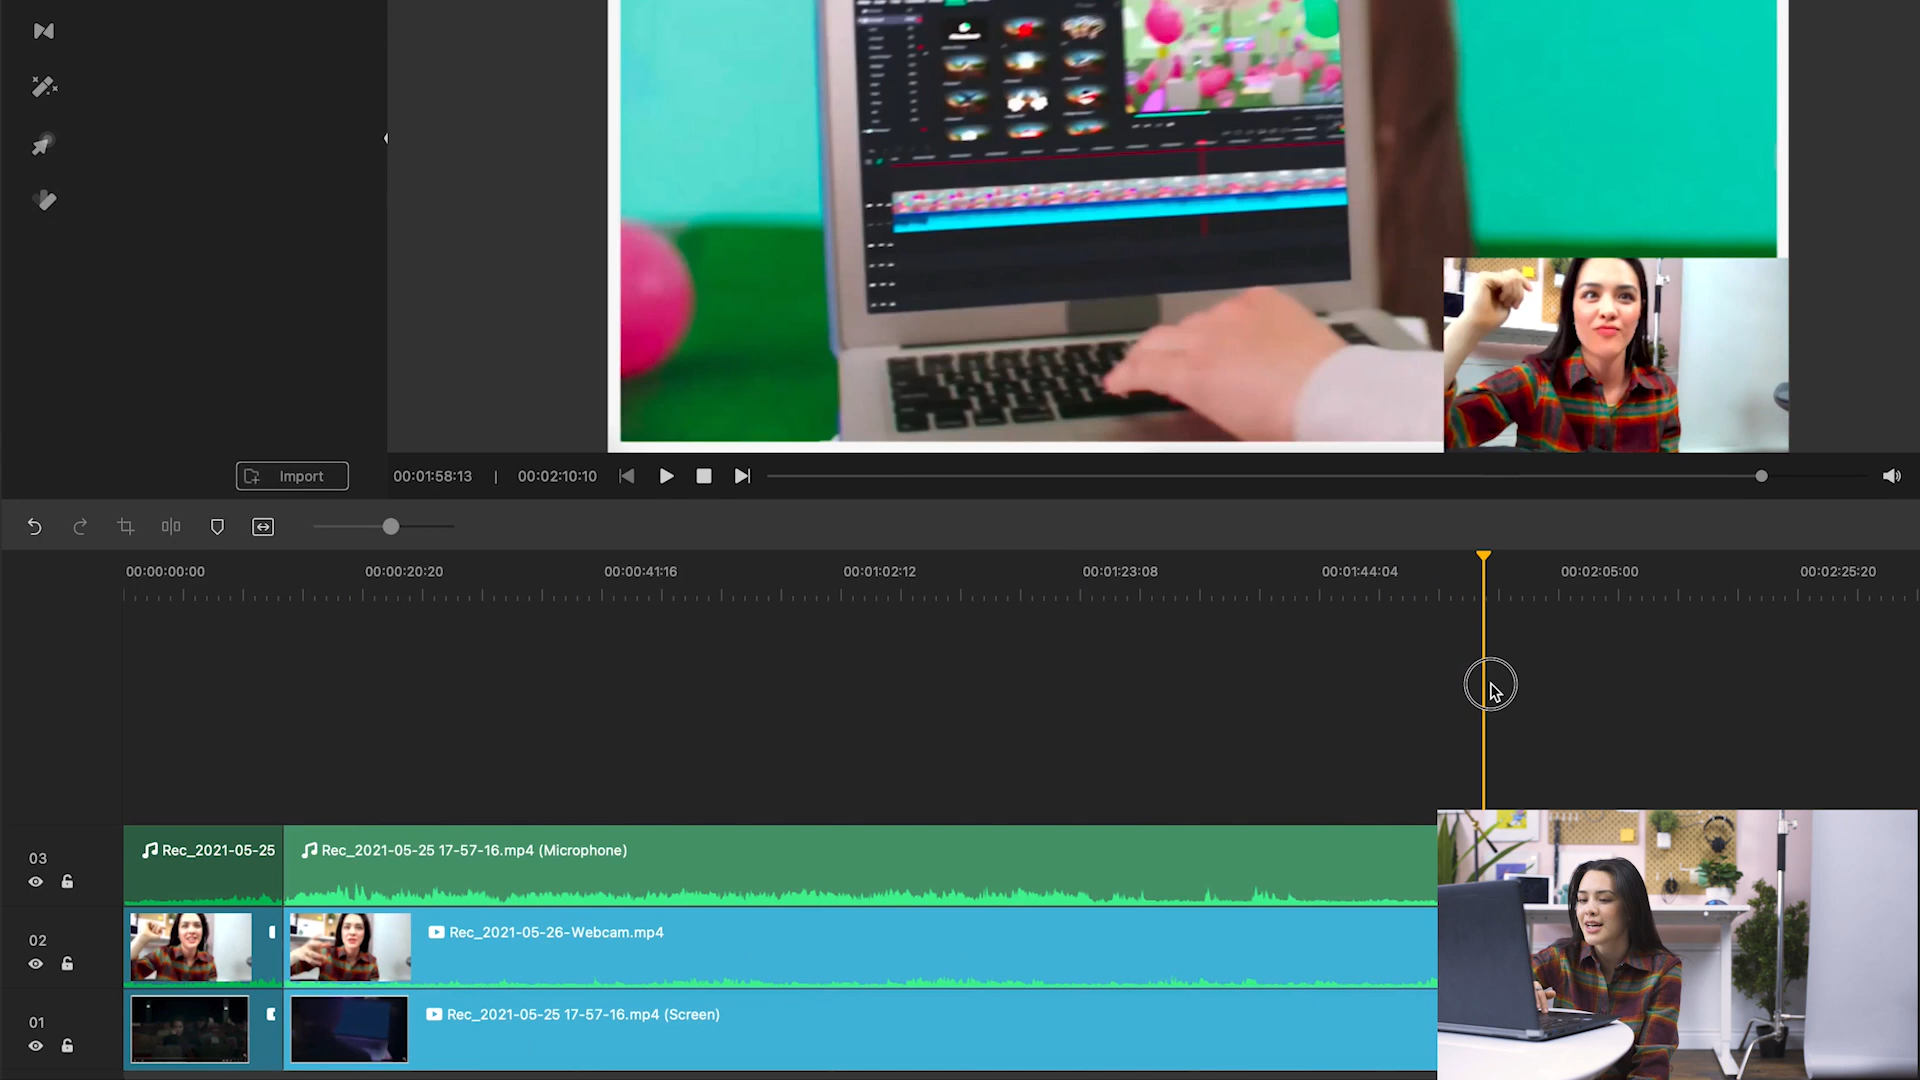 Import
00:01:58:13 | 00:02:10:10
00:00:00:00 00:00:20:20 00:00:41:16 00:01:02:12 00:01:23:08 00:01:44:04 00:02:05:00 00:02:25:20
03
Rec_2021-05-25
Rec_2021-05-25 17-57-16.mp4 (Microphone)
02
Rec_2021-05-26-Webcam.mp4
01
Rec_2021-05-25 17-57-16.mp4 (Screen)